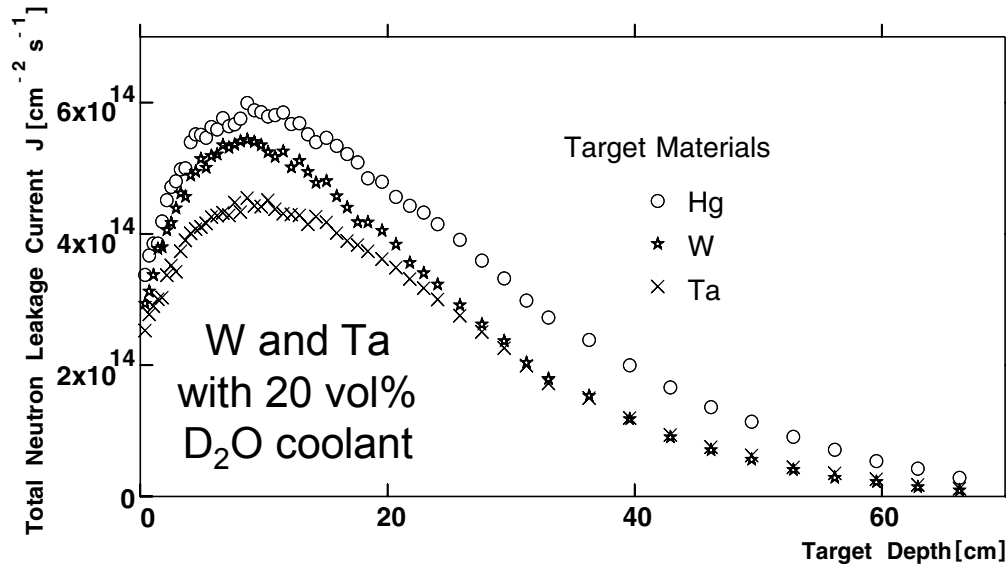 Total Neutron Leakage Current J [cm⁻² s⁻¹]
6x10¹⁴
4x10¹⁴
2x10¹⁴
0
Target Materials
Hg
W
Ta
W and Ta
with 20 vol%
D₂O coolant
0 20 40 60
Target Depth [cm]